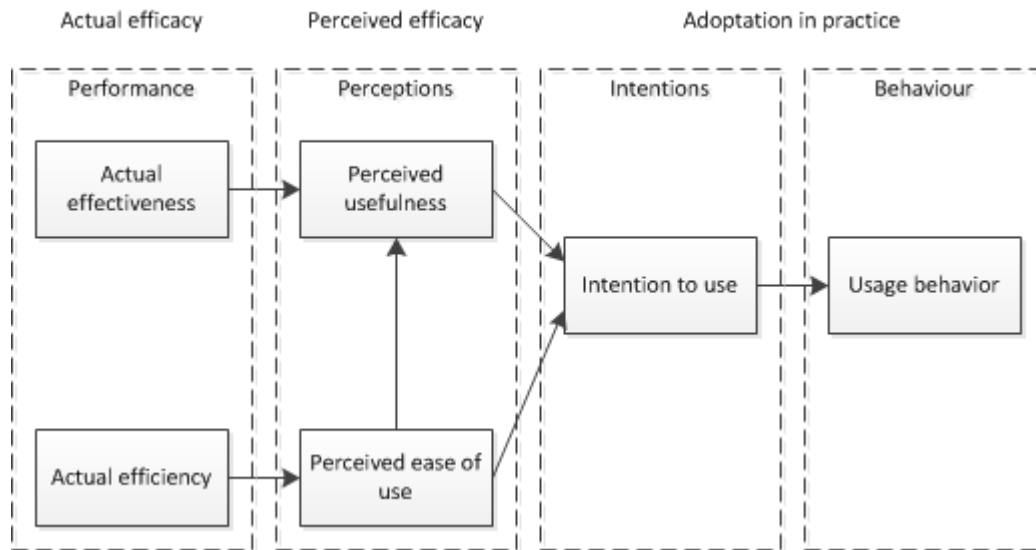 Actual efficacy
Perceived efficacy
Adoptation in practice
Performance
Perceptions
Intentions
Behaviour
Actual
effectiveness
Perceived
usefulness
Intention to use
Usage behavior
Actual efficiency
Perceived ease of
use